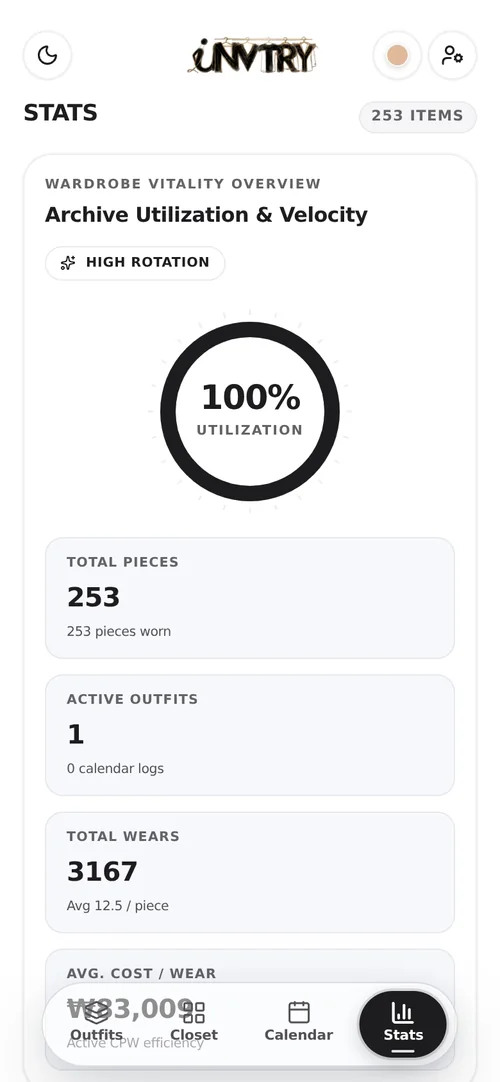 iNVTRY
STATS
253 ITEMS
WARDROBE VITALITY OVERVIEW
Archive Utilization & Velocity
HIGH ROTATION
100%
UTILIZATION
TOTAL PIECES
253
253 pieces worn
ACTIVE OUTFITS
1
0 calendar logs
TOTAL WEARS
3167
Avg 12.5 / piece
AVG. COST / WEAR
₩83,009
Active CPW efficiency
Outfits
Closet
Calendar
Stats